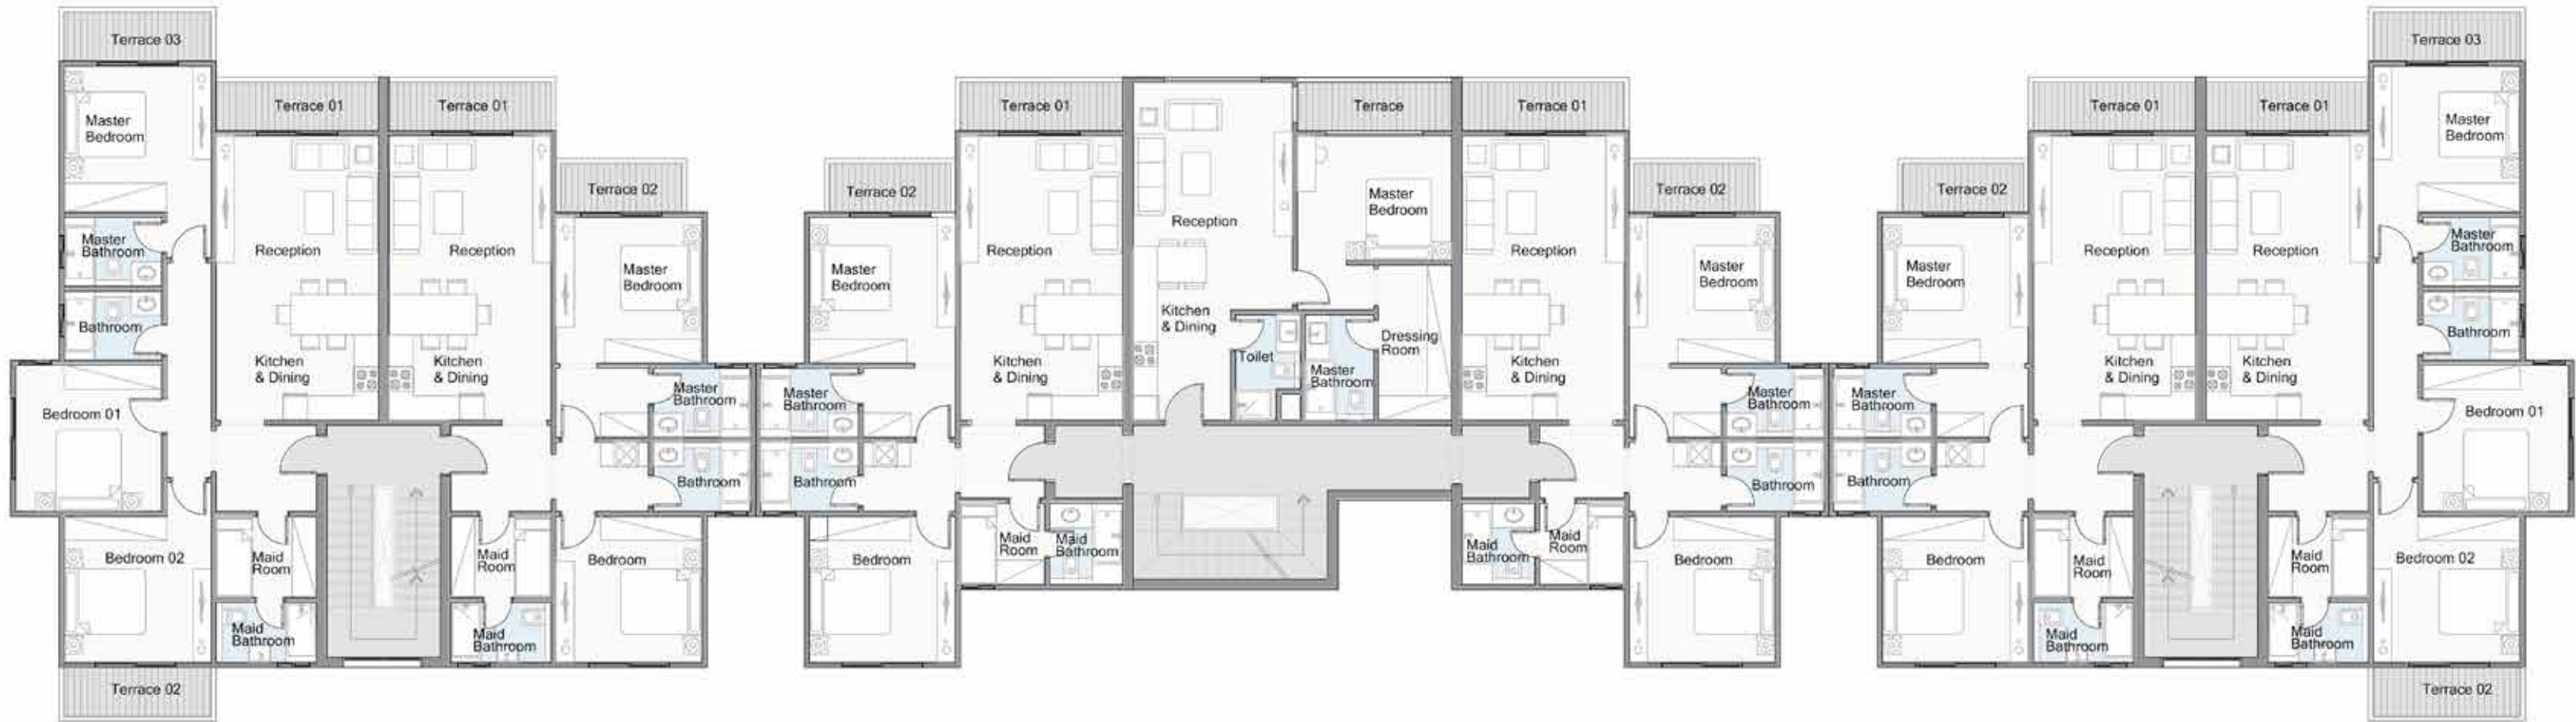 Terrace 03
Master
Bedroom
Master
Bathroom
Bathroom
Bedroom 01
Bedroom 02
Terrace 02
Terrace 01
Reception
Kitchen
& Dining
Maid
Room
Maid
Bathroom
Terrace 01
Reception
Kitchen
& Dining
Maid
Room
Maid
Bathroom
Terrace 02
Master
Bedroom
Master
Bathroom
Bathroom
Bedroom
Terrace 02
Master
Bedroom
Master
Bathroom
Bathroom
Bedroom
Terrace 01
Reception
Kitchen
& Dining
Maid
Room
Maid
Bathroom
Reception
Kitchen
& Dining
Toilet
Terrace
Master
Bedroom
Dressing
Room
Master
Bathroom
Terrace 01
Reception
Kitchen
& Dining
Maid
Bathroom
Maid
Room
Terrace 02
Master
Bedroom
Master
Bathroom
Bathroom
Bedroom
Terrace 02
Master
Bedroom
Master
Bathroom
Bathroom
Bedroom
Terrace 01
Reception
Kitchen
& Dining
Maid
Room
Maid
Bathroom
Terrace 01
Reception
Kitchen
& Dining
Maid
Room
Maid
Bathroom
Terrace 03
Master
Bedroom
Master
Bathroom
Bathroom
Bedroom 01
Bedroom 02
Terrace 02